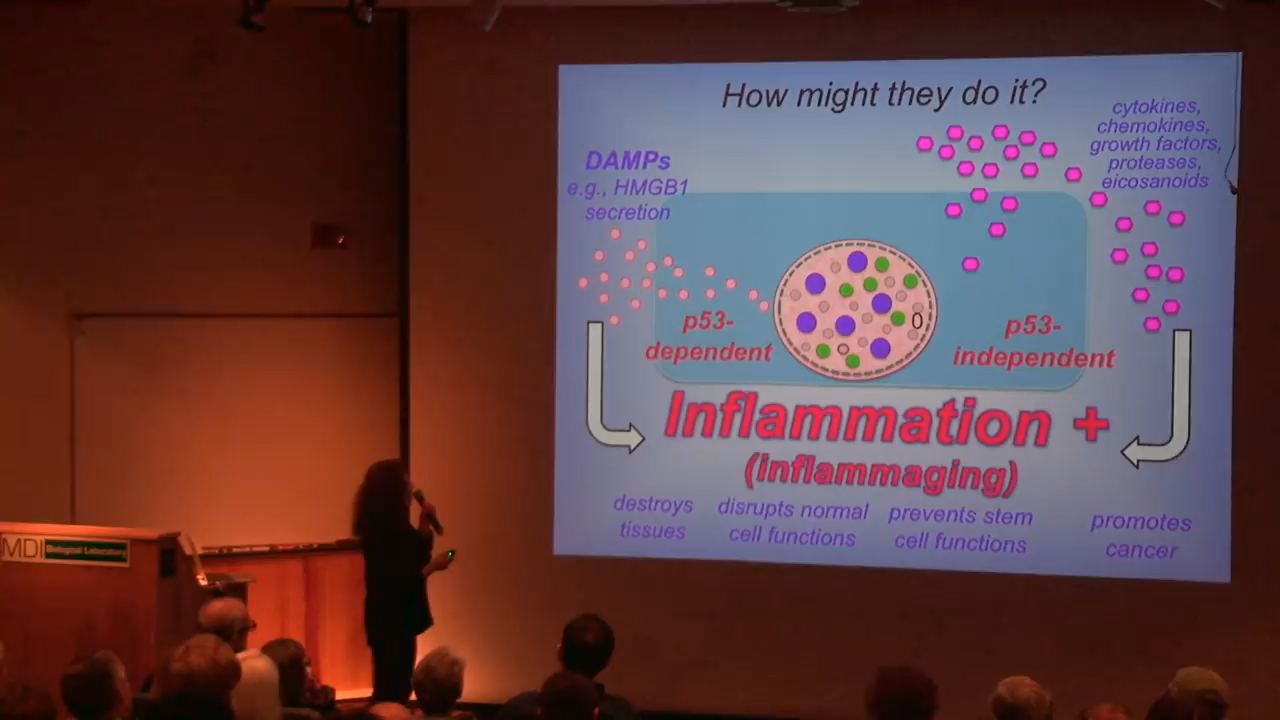 How might they do it?
cytokines,
chemokines,
growth factors,
proteases,
eicosanoids
DAMPs
e.g., HMGB1
secretion
p53-
dependent
0
p53-
independent
Inflammation +
(inflammaging)
destroys
tissues
disrupts normal
cell functions
prevents stem
cell functions
promotes
cancer
MDI Biological Laboratory